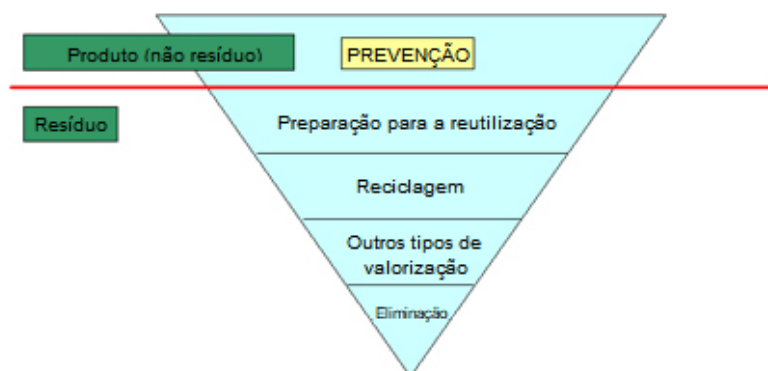 Produto (não resíduo)
PREVENÇÃO
Resíduo
Preparação para a reutilização
Reciclagem
Outros tipos de
valorização
Eliminação